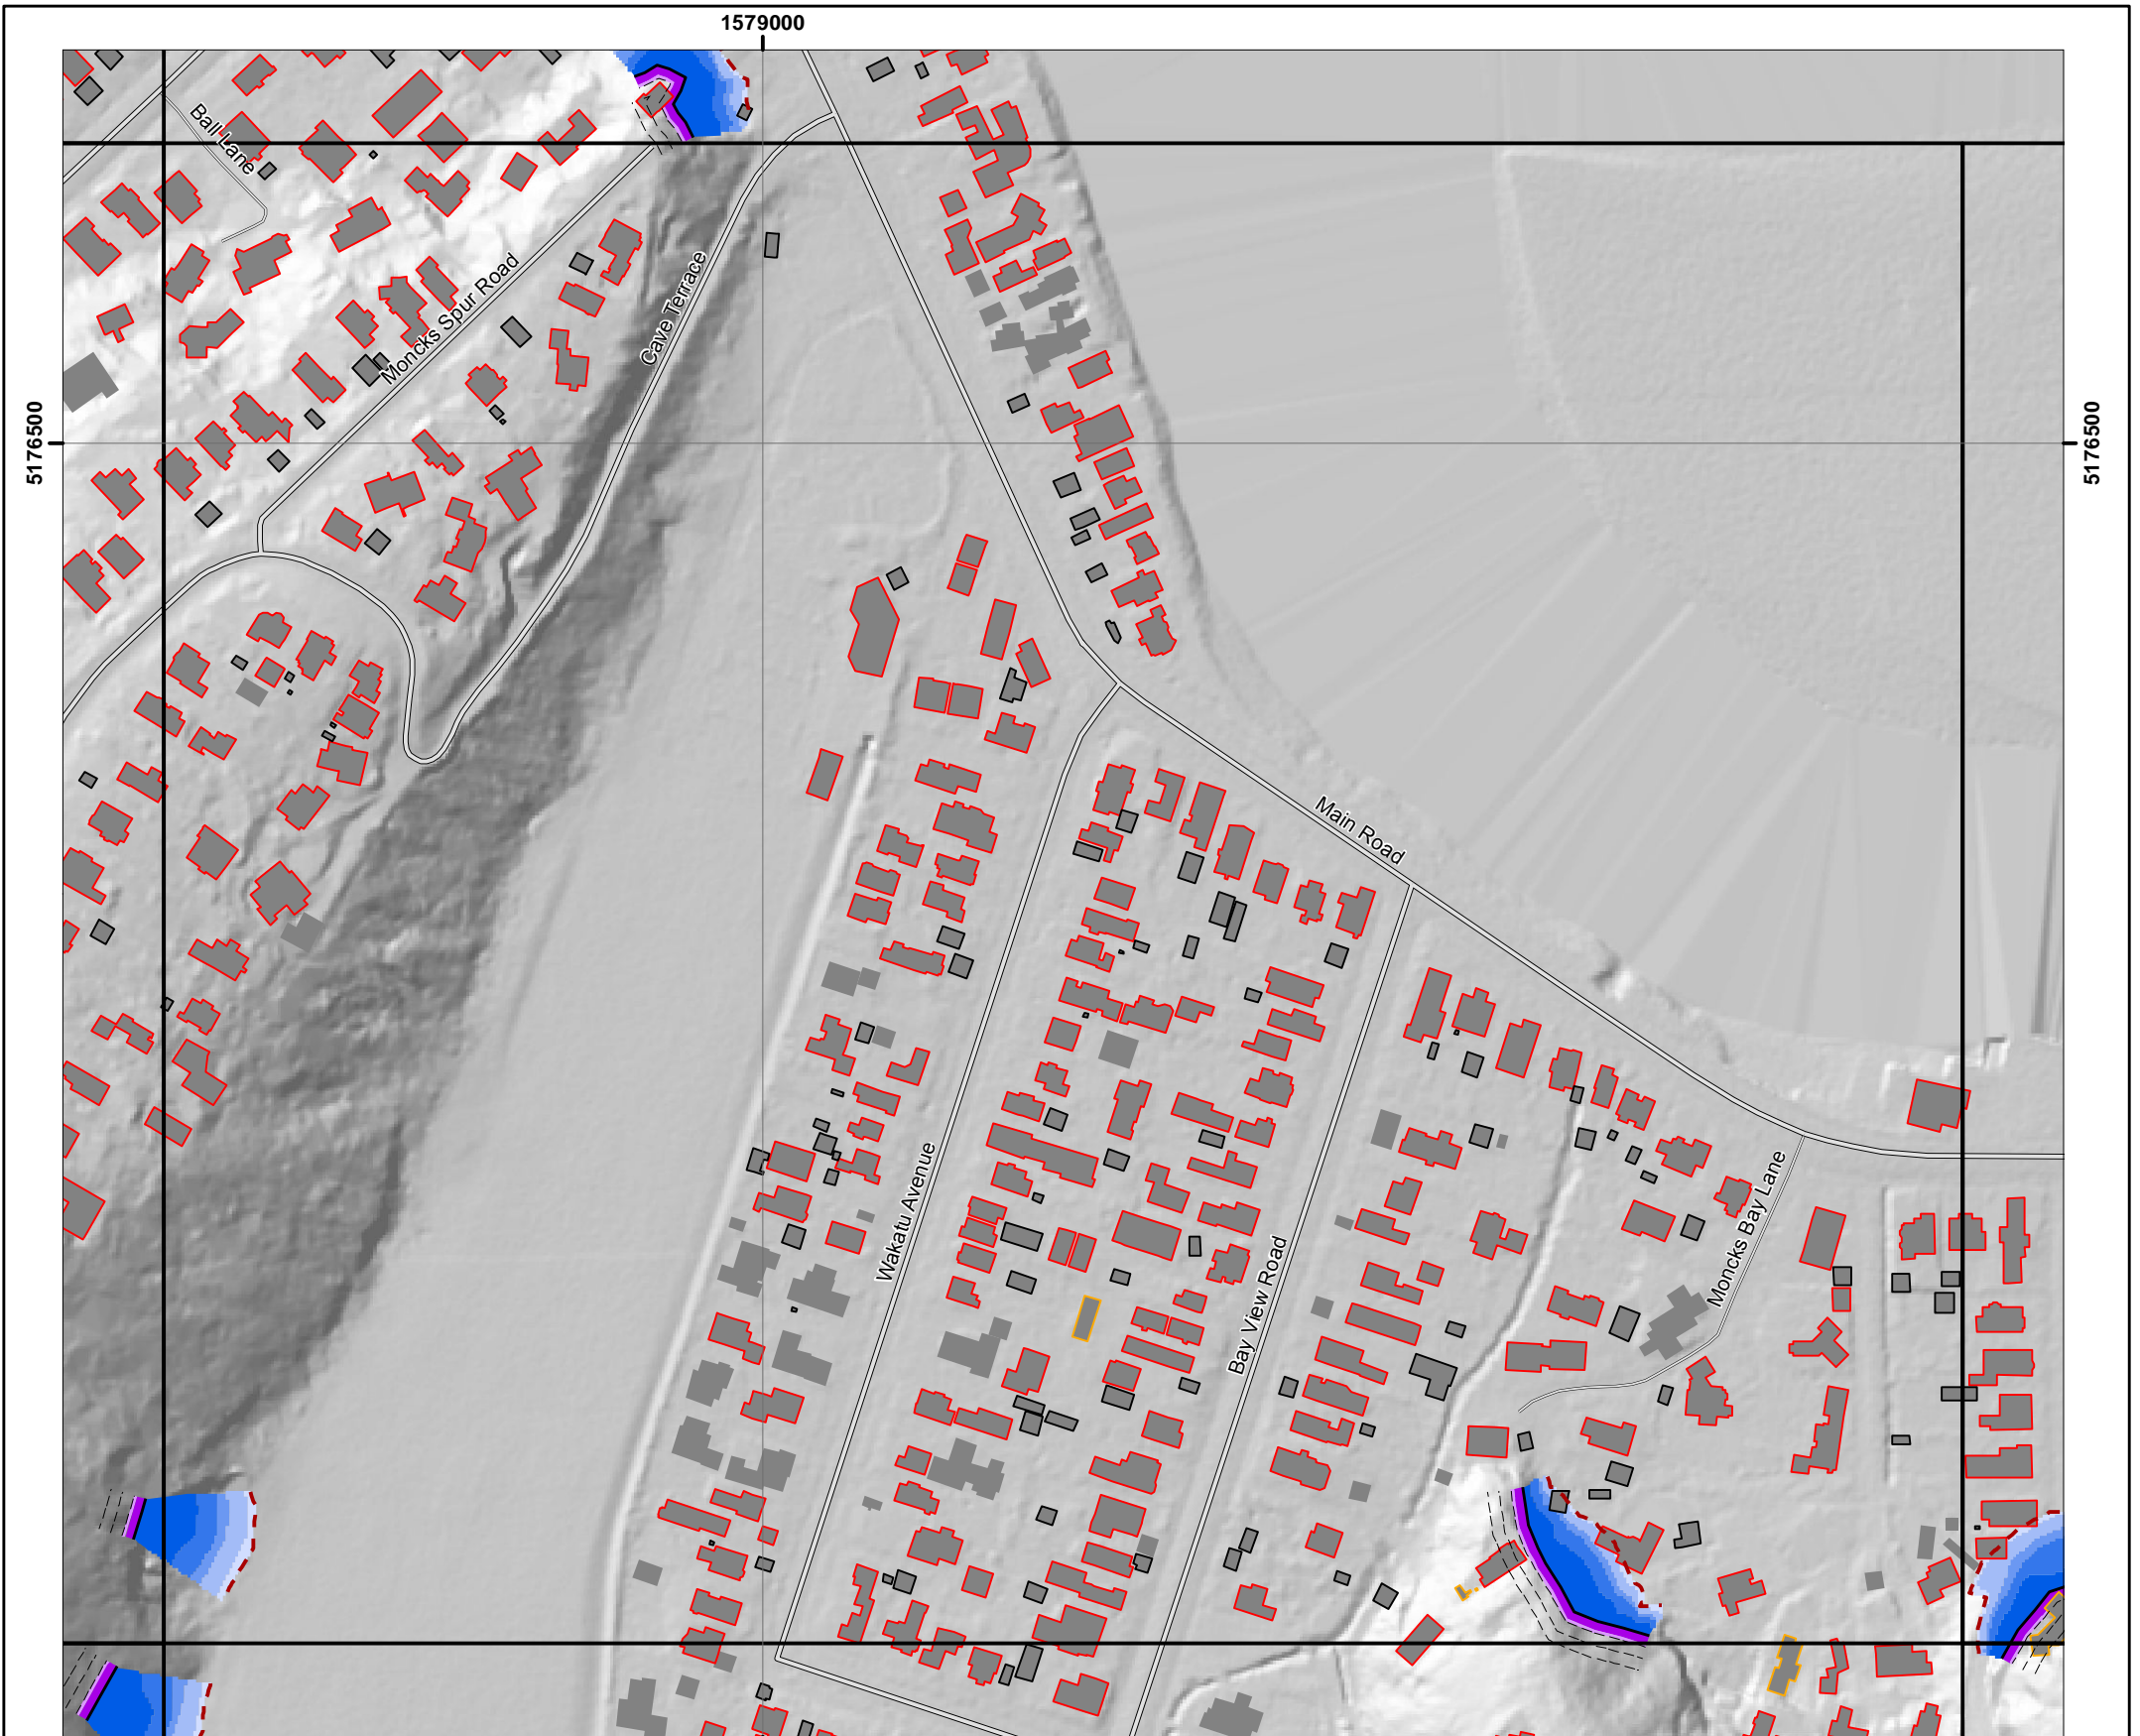 1579000
Ball Lane
Moncks Spur Road
Cave Terrace
5176500
5176500
Main Road
Wakatu Avenue
Bay View Road
Moncks Bay Lane